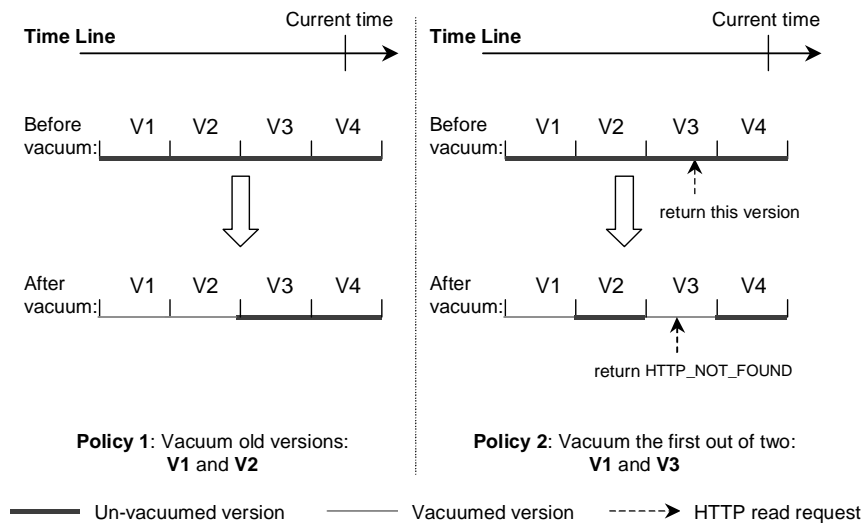 Current time
Time Line
Before vacuum:
V1 V2 V3 V4
After vacuum:
V1 V2 V3 V4
Policy 1: Vacuum old versions:
V1 and V2
Current time
Time Line
Before vacuum:
V1 V2 V3 V4
return this version
After vacuum:
V1 V2 V3 V4
return HTTP_NOT_FOUND
Policy 2: Vacuum the first out of two:
V1 and V3
Un-vacuumed version
Vacuumed version
HTTP read request